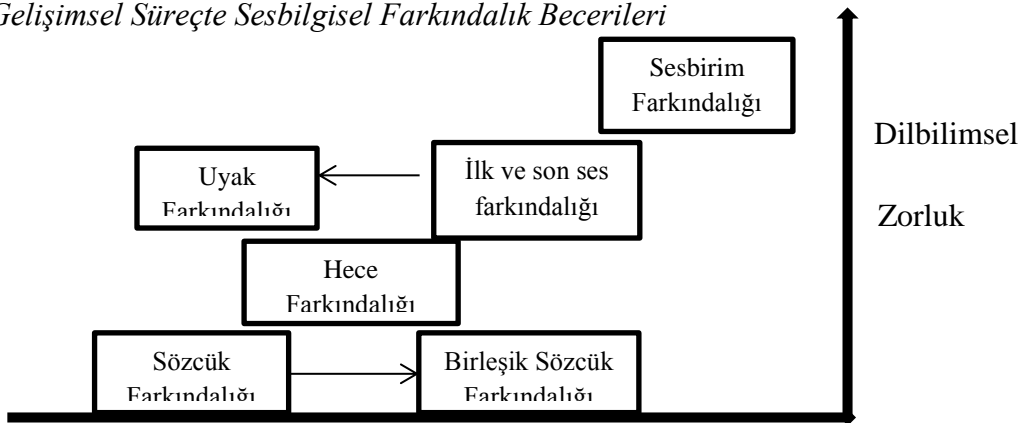 Gelişimsel Süreçte Sesbilgisel Farkındalık Becerileri
Sesbirim
Farkındalığı
Dilbilimsel
Zorluk
Uyak
Farkındalığı
İlk ve son ses
farkındalığı
Hece
Farkındalığı
Sözcük
Farkındalığı
Birleşik Sözcük
Farkındalığı